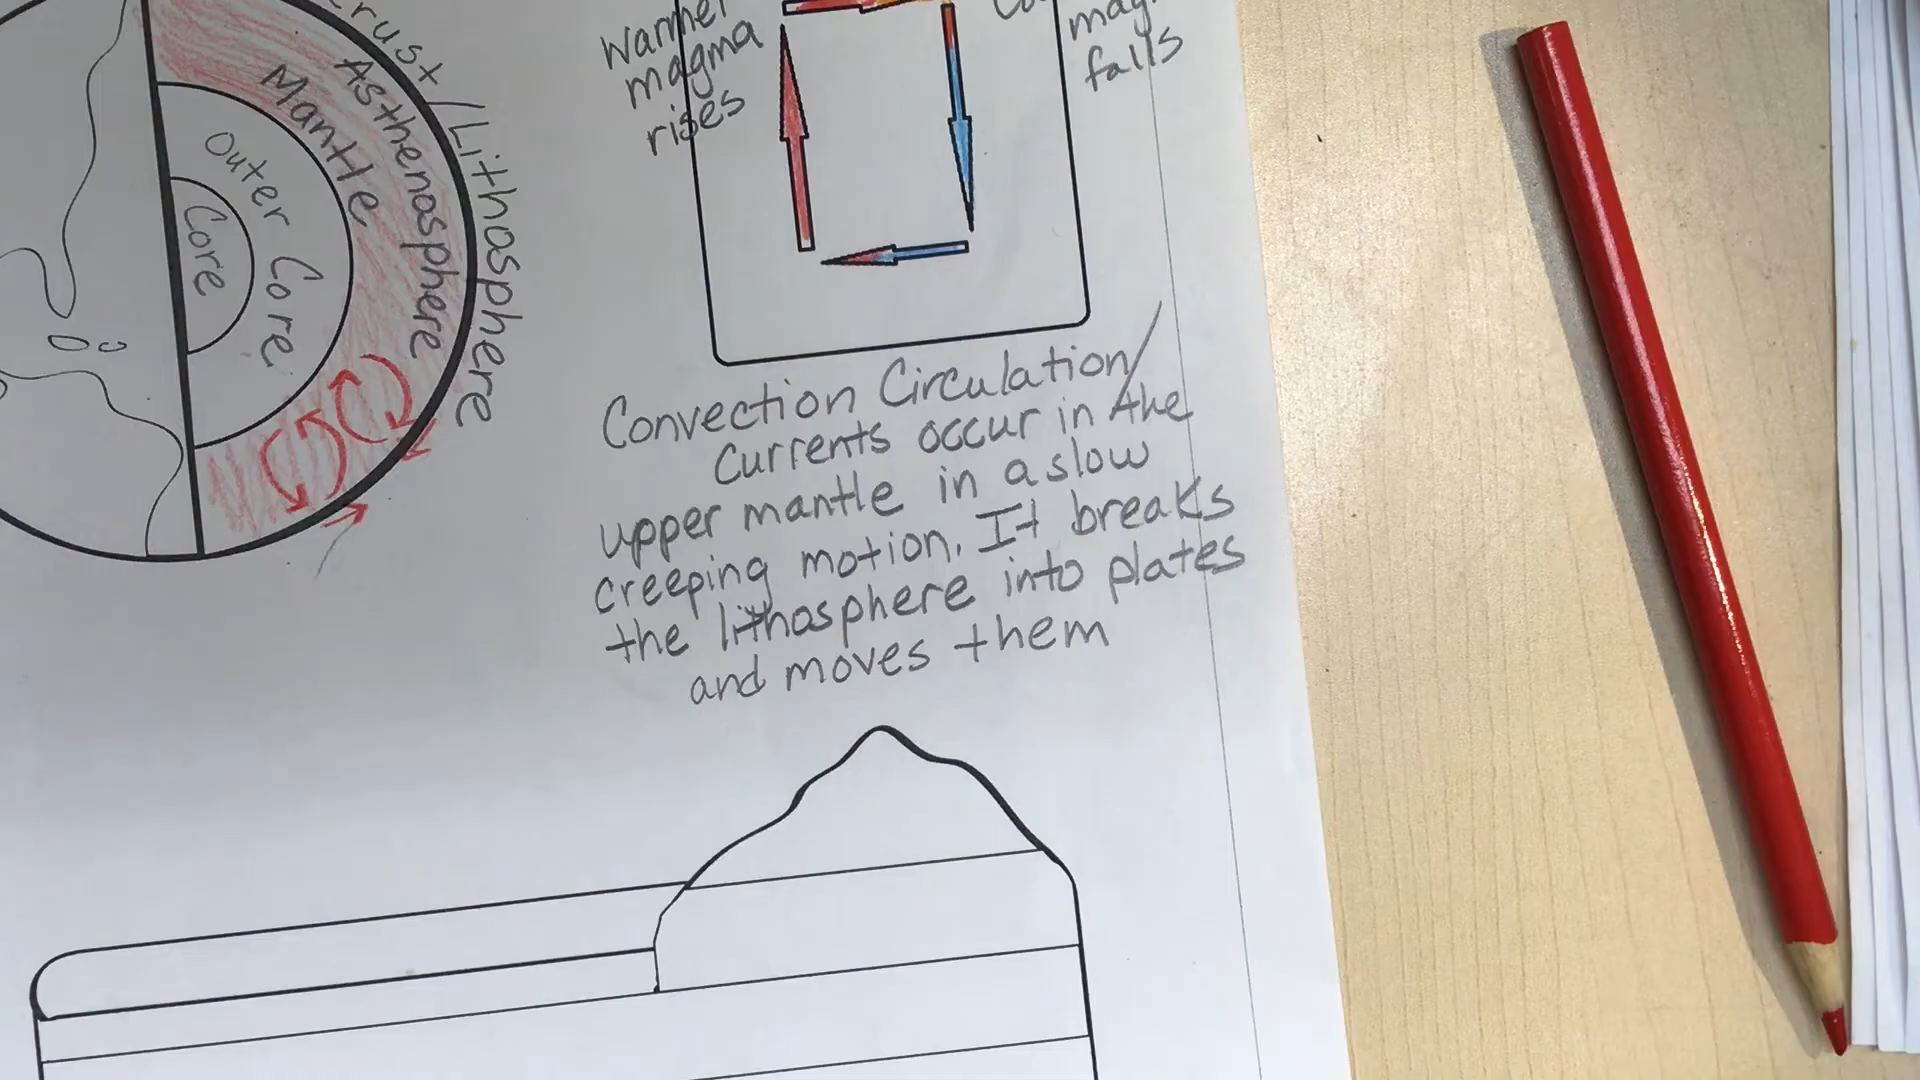 Crust/Lithosphere
Asthenosphere
Mantle
Outer Core
Core
Warmer
magma
rises
falls
Convection Circulation/
Currents occur in the
upper mantle in a slow
creeping motion. It breaks
the lithosphere into plates
and moves them